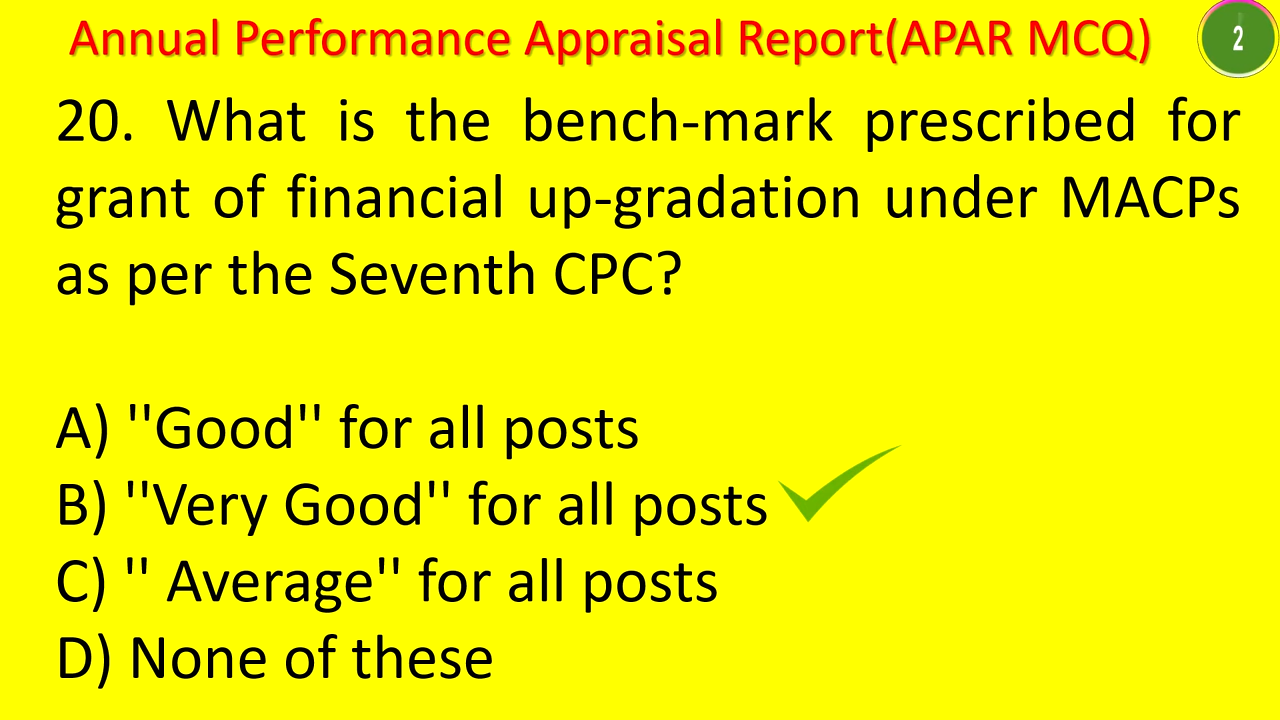 Annual Performance Appraisal Report(APAR MCQ)
2
20. What is the bench-mark prescribed for
grant of financial up-gradation under MACPs
as per the Seventh CPC?
A) ''Good'' for all posts
B) ''Very Good'' for all posts
C) '' Average'' for all posts
D) None of these